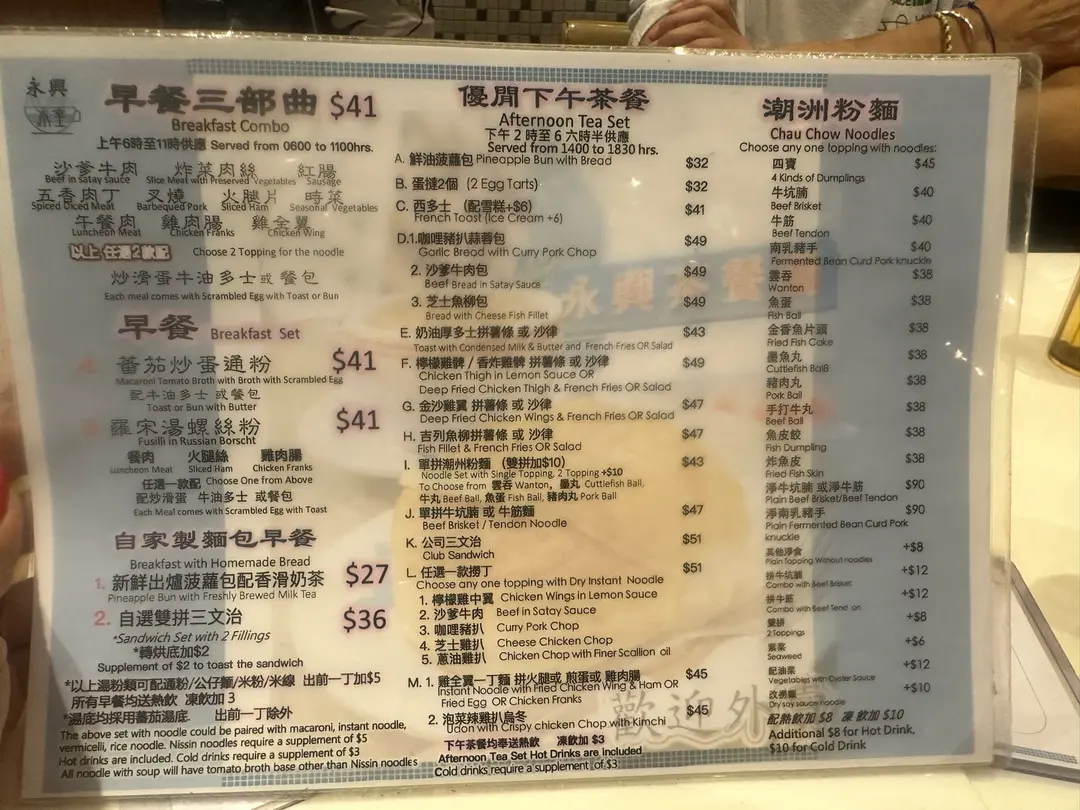 永興
早餐三部曲 $41
Breakfast Combo
上午6時至11時供應 Served from 0600 to 1100hrs.
沙爹牛肉 炸菜肉絲 紅腸
Beef in Satay sauce Slice Meat with Preserved Vegetables Sausage
五香肉丁 叉燒 火腿片 時菜
Spiced Diced Meat Barbequed Pork Sliced Ham Seasonal Vegetables
午餐肉 雞肉腸 雞全翼
Luncheon Meat Chicken Franks Chicken Wing
以上 任選2款配 Choose 2 Topping for the noodle
炒滑蛋牛油多士或 餐包
Each meal comes with Scrambled Egg with Toast or Bun
早餐 Breakfast Set
蕃茄炒蛋通粉 $41
Macaroni Tomato Broth with Broth with Scrambled Egg
配牛油多士 或餐包
Toast or Bun with Butter
羅宋湯螺絲粉 $41
Fusilli in Russian Borscht
餐肉 火腿絲 雞肉腸
Luncheon Meat Sliced Ham Chicken Franks
任選一款配 Choose One from Above
配炒滑蛋 牛油多士 或餐包
Each Meal comes with Scrambled Egg with Toast
自家製麵包早餐
Breakfast with Homemade Bread
1. 新鮮出爐菠蘿包配香滑奶茶 $27
Pineapple Bun with Freshly Brewed Milk Tea
2. 自選雙拼三文治 $36
*Sandwich Set with 2 Fillings
*轉烘底加$2
Supplement of $2 to toast the sandwich
*以上湯粉類可配通粉/公仔麵/米粉/米線 出前一丁加$5
所有早餐均送熱飲 凍飲加 3
*湯底均採用蕃茄湯底. 出前一丁除外
The above set with noodle could be paired with macaroni, instant noodle,
vermicelli, rice noodle. Nissin noodles require a supplement of $5
Hot drinks are included. Cold drinks require a supplement of $3
All noodle with soup will have tomato broth base other than Nissin noodles
優閒下午茶餐
Afternoon Tea Set
下午 2 時至 6 六時半供應
Served from 1400 to 1830 hrs.
A. 鮮油菠蘿包 Pineapple Bun with Bread $32
B. 蛋撻2個 (2 Egg Tarts) $32
C. 西多士 (配雪糕+$6) $41
French Toast (Ice Cream +6)
D.1.咖哩豬扒蒜蓉包 $49
Garlic Bread with Curry Pork Chop
2. 沙爹牛肉包 $49
Beef Bread in Satay Sauce
3. 芝士魚柳包 $49
Bread with Cheese Fish Fillet
E. 奶油厚多士拼薯條 或 沙律 $43
Toast with Condensed Milk & Butter and French Fries OR Salad
F. 檸檬雞髀 / 香炸雞髀 拼薯條 或 沙律 $49
Chicken Thigh in Lemon Sauce OR
Deep Fried Chicken Thigh & French Fries OR Salad
G. 金沙雞翼 拼薯條 或 沙律 $47
Deep Fried Chicken Wings & French Fries OR Salad
H. 吉列魚柳拼薯條 或 沙律 $47
Fish Fillet & French Fries OR Salad
I. 單拼潮州粉麵 (雙拼加$10) $43
Noodle Set with Single Topping, 2 Topping +$10
To Choose from 雲吞 Wanton, 墨丸 Cuttlefish Ball,
牛丸 Beef Ball, 魚蛋 Fish Ball, 豬肉丸 Pork Ball
J. 單拼牛坑腩 或 牛筋麵 $47
Beef Brisket / Tendon Noodle
K. 公司三文治 $51
Club Sandwich
L. 任選一款撈丁 $51
Choose any one topping with Dry Instant Noodle
1. 檸檬雞中翼 Chicken Wings in Lemon Sauce
2. 沙爹牛肉 Beef in Satay Sauce
3. 咖哩豬扒 Curry Pork Chop
4. 芝士雞扒 Cheese Chicken Chop
5. 蔥油雞扒 Chicken Chop with Finer Scallion oil
M. 1. 雞全翼一丁麵 拼火腿或 煎蛋或 雞肉腸 $45
Instant Noodle with Fried Chicken Wing & Ham OR
Fried Egg OR Chicken Franks
2. 泡菜辣雞扒烏冬 $45
Udon with Crispy chicken Chop with Kimchi
下午茶餐均奉送熱飲 凍飲加 $3
Afternoon Tea Set Hot Drinks are Included
Cold drinks require a supplement of $3
潮洲粉麵
Chau Chow Noodles
Choose any one topping with noodles:
四寶 $45
4 Kinds of Dumplings
牛坑腩 $40
Beef Brisket
牛筋 $40
Beef Tendon
南乳豬手 $40
Fermented Bean Curd Pork knuckle
雲吞 $38
Wanton
魚蛋 $38
Fish Ball
金香魚片頭 $38
Fried Fish Cake
墨魚丸 $38
Cuttlefish Ball
豬肉丸 $38
Pork Ball
手打牛丸 $38
Beef Ball
魚皮餃 $38
Fish Dumpling
炸魚皮 $38
Fried Fish Skin
淨牛坑腩 或淨牛筋 $90
Plain Beef Brisket/Beef Tendon
淨南乳豬手 $90
Plain Fermented Bean Curd Pork
knuckle
其他淨食 +$8
Plain Topping Without noodles
拼牛坑腩 +$12
Combo with Beef Brisket
拼牛筋 +$12
Combo with Beef Tendon
雙拼 +$8
2 Toppings
紫菜 +$6
Seaweed
配油菜 +$12
Vegetables with Oyster Sauce
改撈麵 +$10
Dry soy sauce noodle
配熱飲加 $8 凍 飲加 $10
Additional $8 for Hot Drink,
$10 for Cold Drink
歡迎外